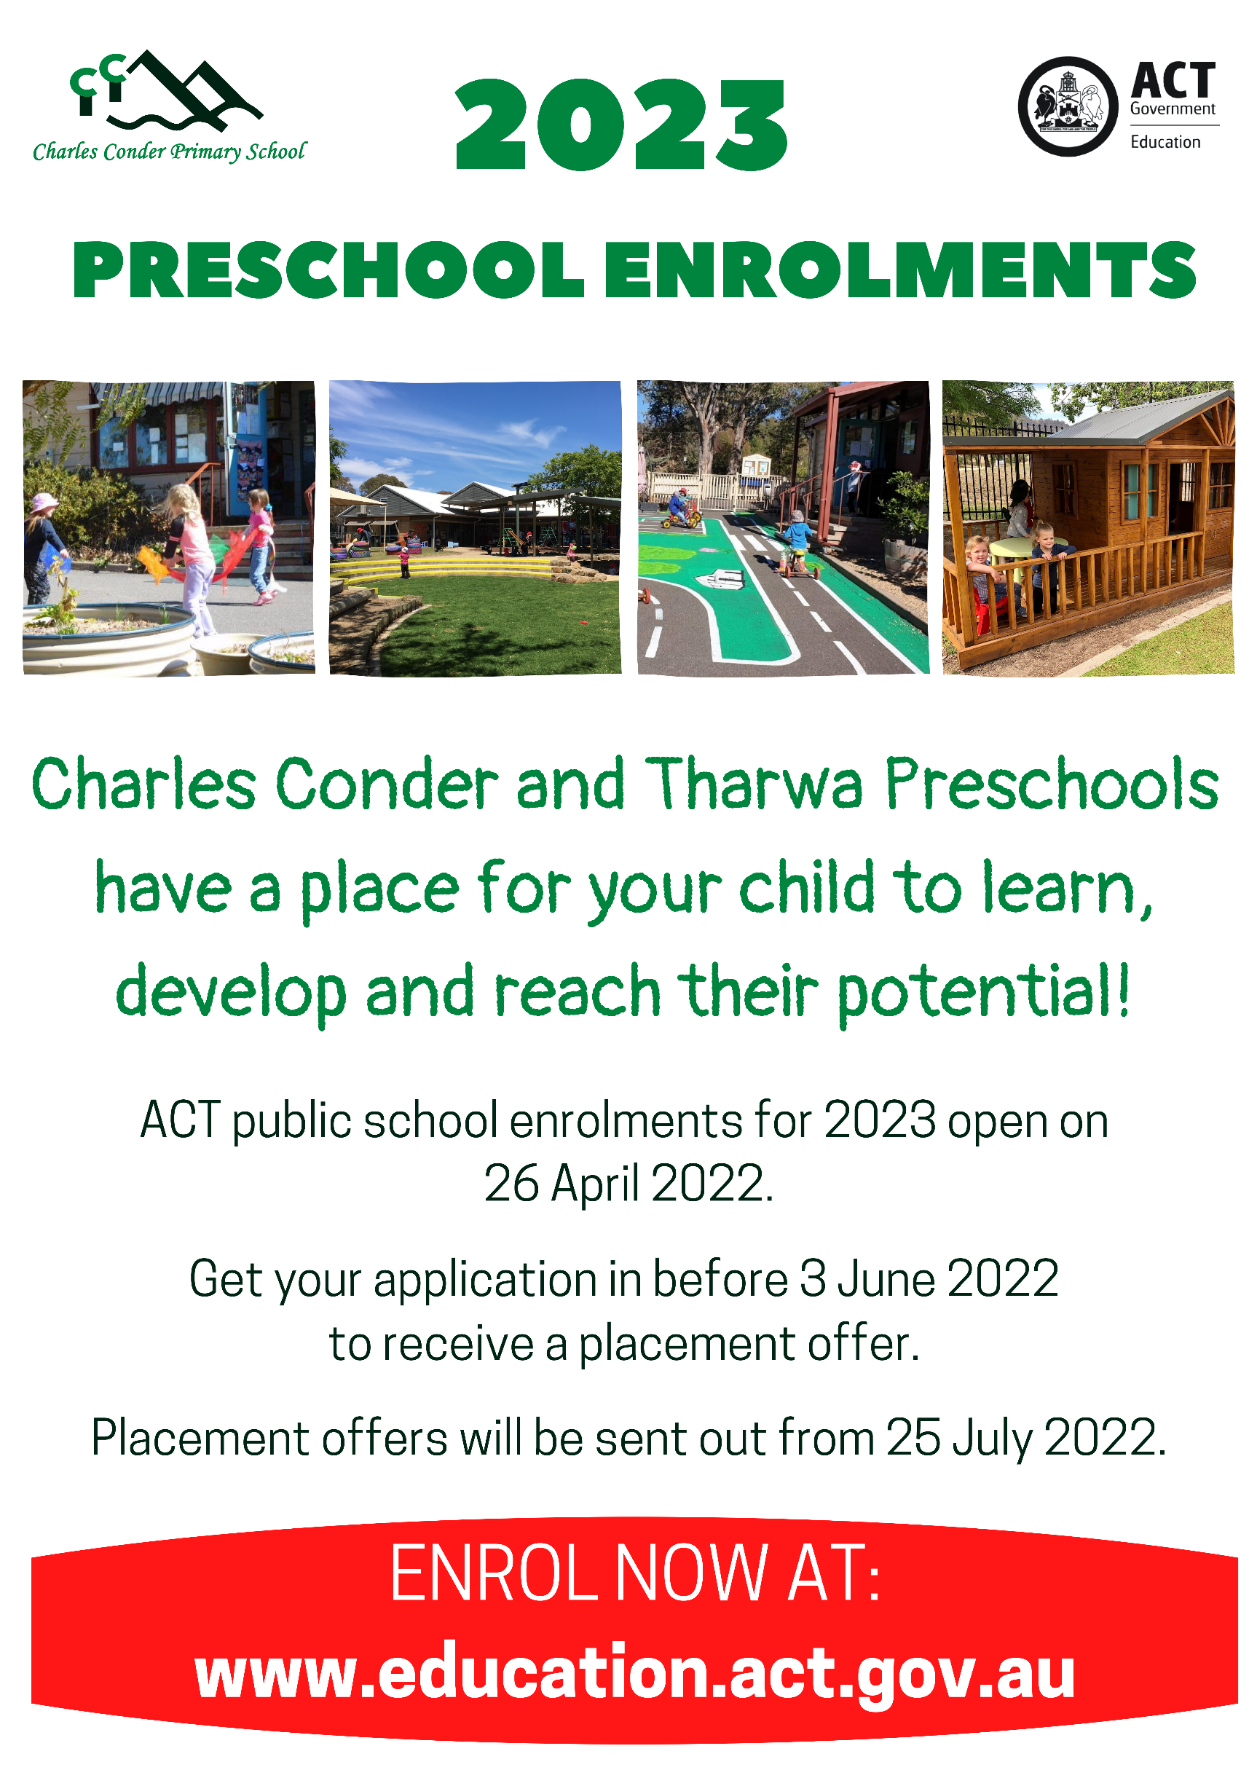 CC
Charles Conder Primary School
2023
ACT
Government
Education
PRESCHOOL ENROLMENTS
Charles Conder and Tharwa Preschools
have a place for your child to learn,
develop and reach their potential!
ACT public school enrolments for 2023 open on
26 April 2022.
Get your application in before 3 June 2022
to receive a placement offer.
Placement offers will be sent out from 25 July 2022.
ENROL NOW AT:
www.education.act.gov.au